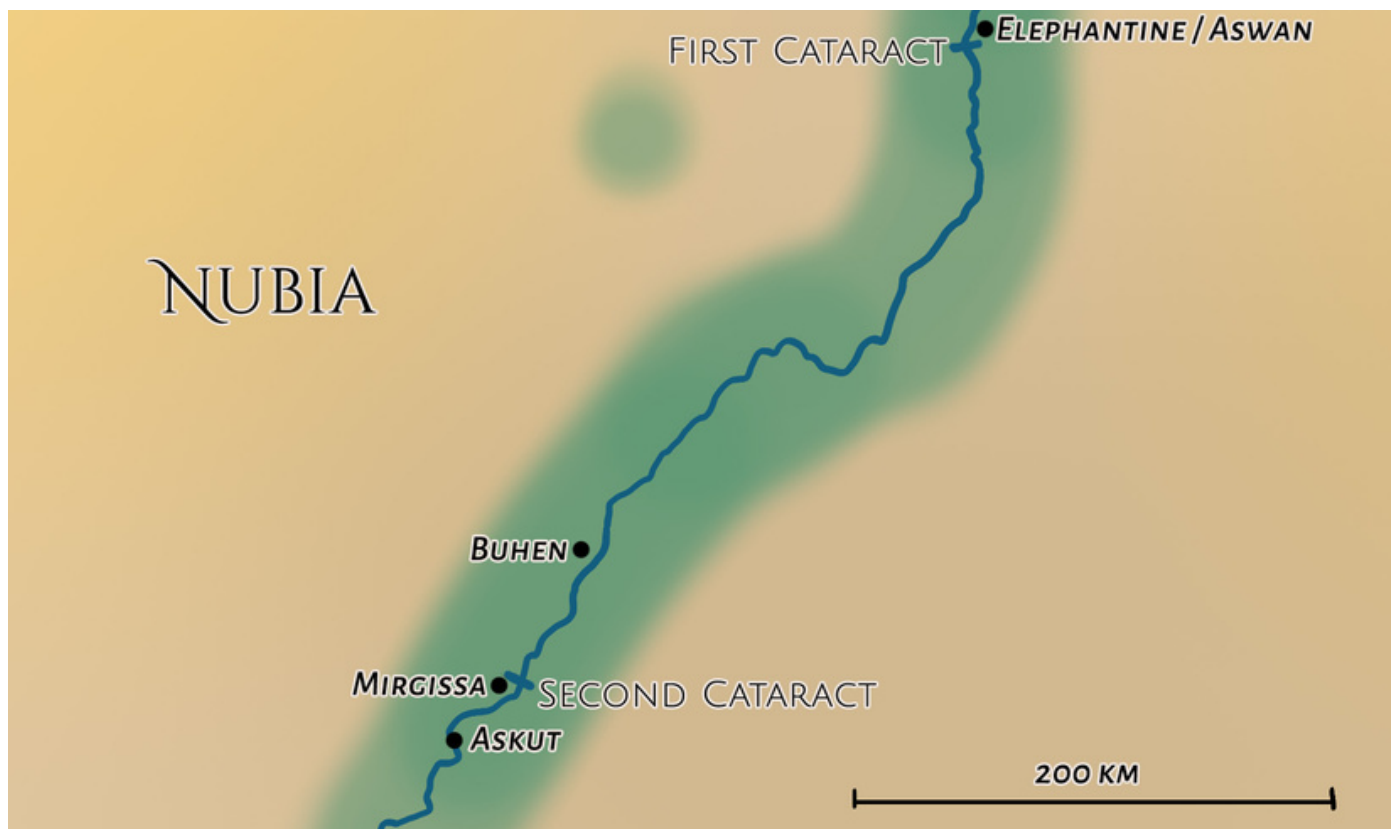 Elephantine / Aswan
First Cataract
Nubia
Buhen
Mirgissa
Second Cataract
Askut
200 km